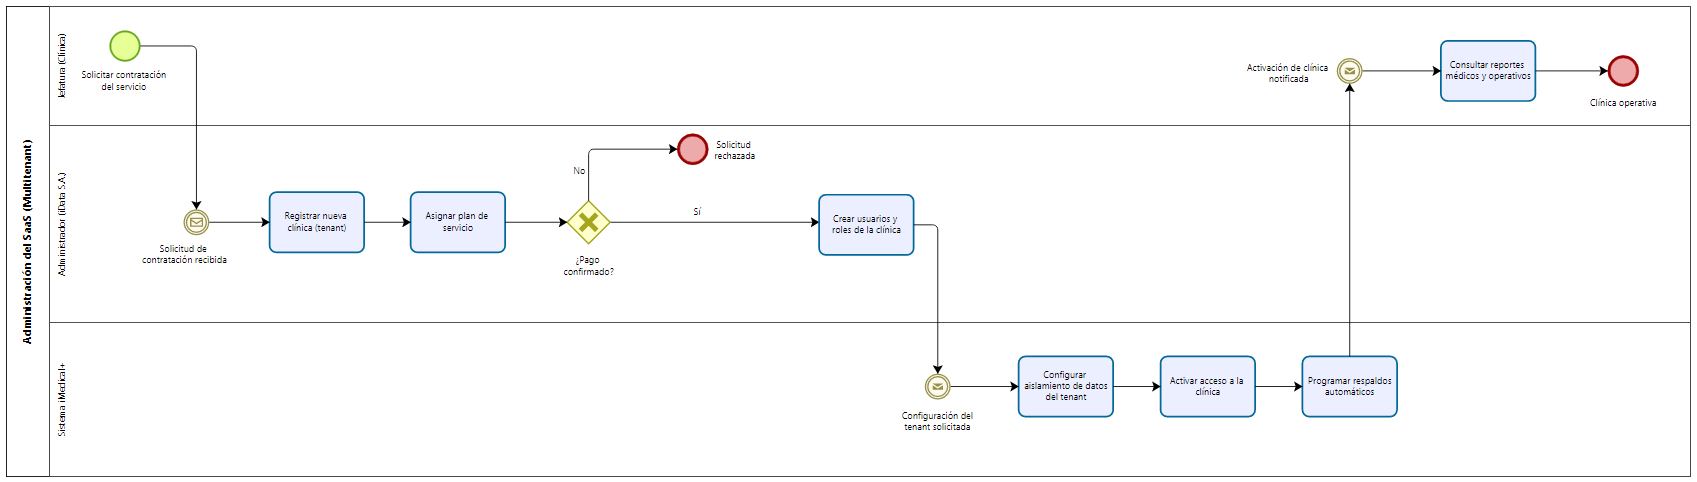 Administración del SaaS (Multitenant)
Jefatura (Clínica)
Solicitar contratación
del servicio
Activación de clínica
notificada
Consultar reportes
médicos y operativos
Clínica operativa
Administrador (iData S.A.)
Solicitud de
contratación recibida
Registrar nueva
clínica (tenant)
Asignar plan de
servicio
¿Pago
confirmado?
No
Solicitud
rechazada
Sí
Crear usuarios y
roles de la clínica
Sistema iMedical+
Configuración del
tenant solicitada
Configurar
aislamiento de datos
del tenant
Activar acceso a la
clínica
Programar respaldos
automáticos